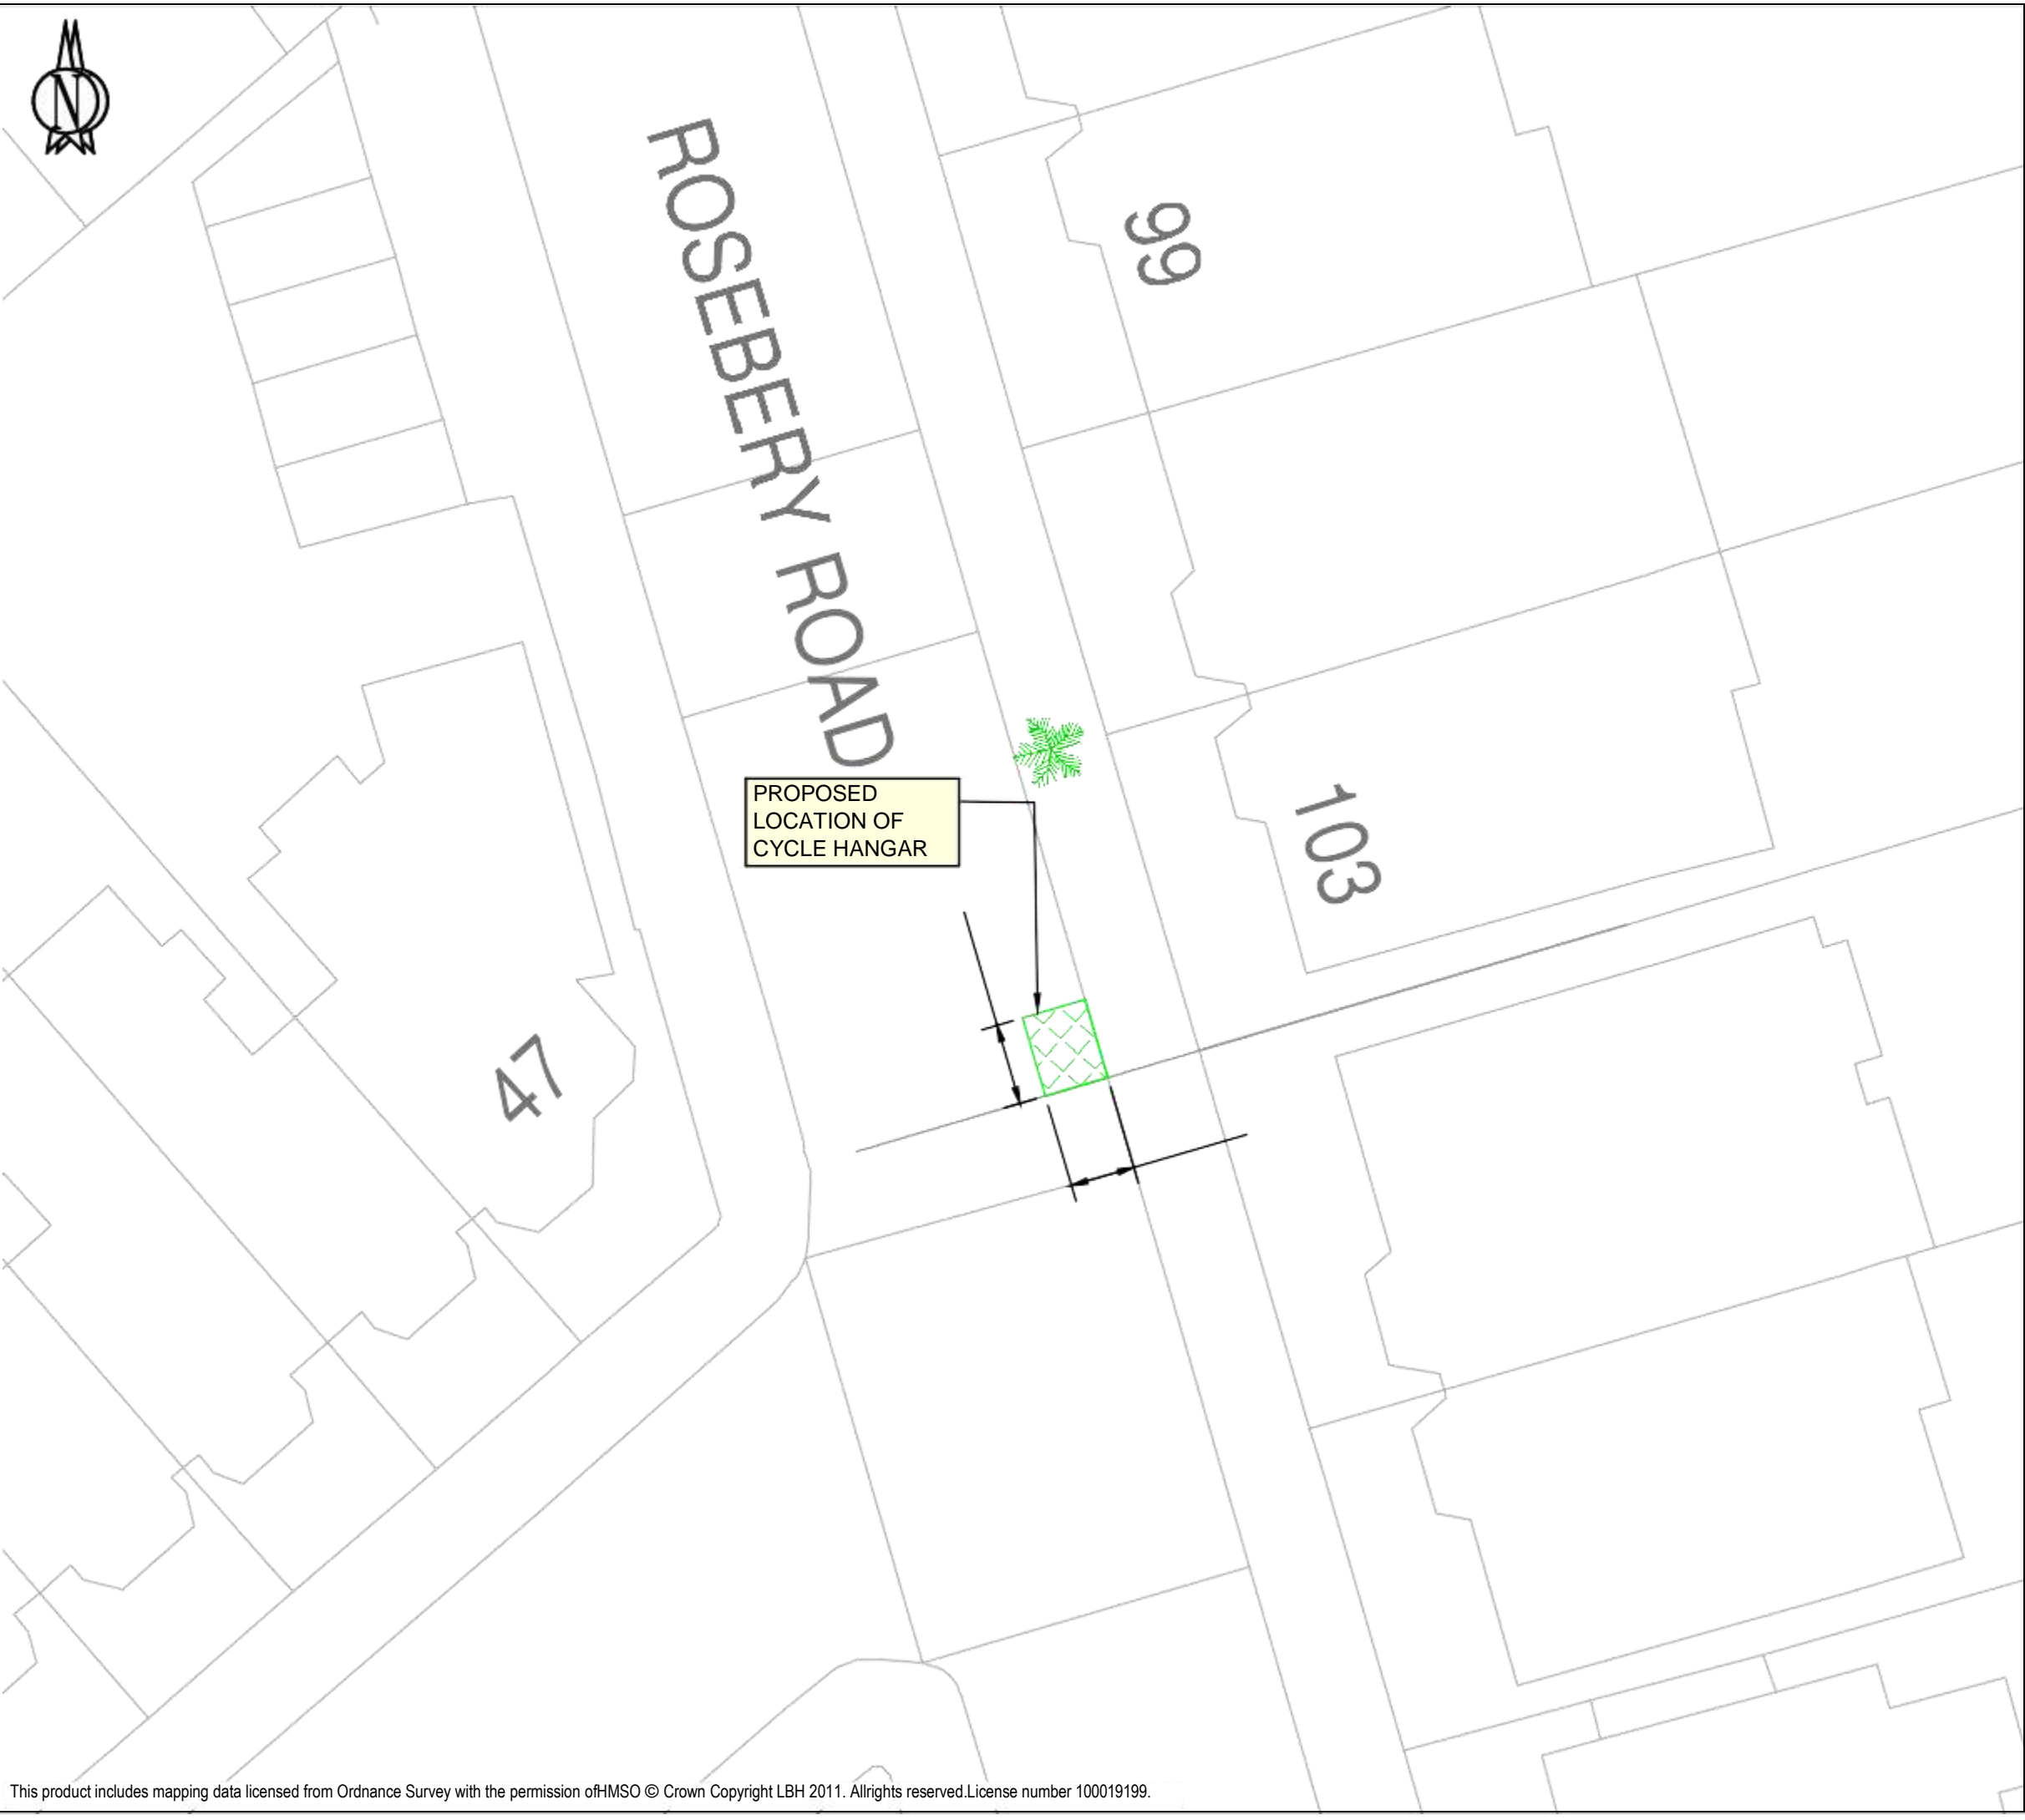 N
ROSEBERY ROAD
99
PROPOSED
LOCATION OF
CYCLE HANGAR
103
47
This product includes mapping data licensed from Ordnance Survey with the permission ofHMSO © Crown Copyright LBH 2011. Allrights reserved.License number 100019199.